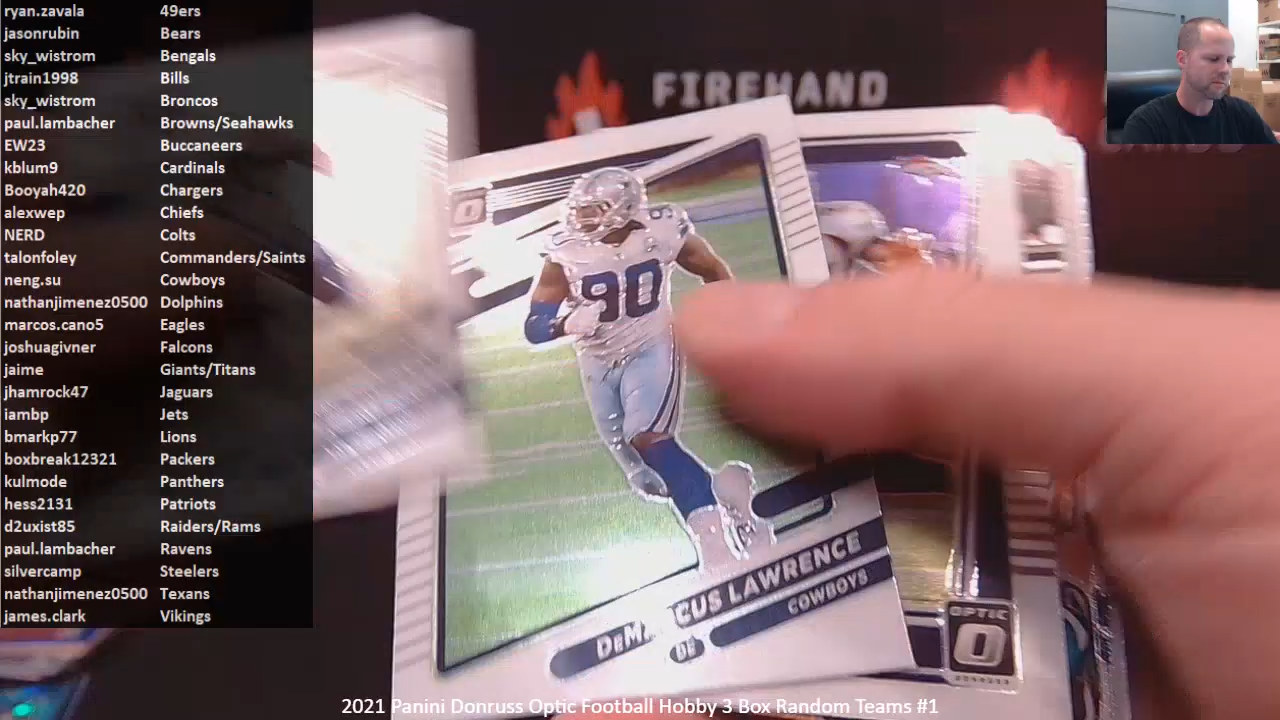 ryan.zavala 49ers
jasonrubin Bears
sky_wistrom Bengals
jtrain1998 Bills
sky_wistrom Broncos
paul.lambacher Browns/Seahawks
EW23 Buccaneers
kblum9 Cardinals
Booyah420 Chargers
alexwep Chiefs
NERD Colts
talonfoley Commanders/Saints
neng.su Cowboys
nathanjimenez0500 Dolphins
marcos.cano5 Eagles
joshuagivner Falcons
jaime Giants/Titans
jhamrock47 Jaguars
iambp Jets
bmarkp77 Lions
boxbreak12321 Packers
kulmode Panthers
hess2131 Patriots
d2uxist85 Raiders/Rams
paul.lambacher Ravens
silvercamp Steelers
nathanjimenez0500 Texans
james.clark Vikings
FIREHAND
90
CUS LAWRENCE
DE COWBOYS
OPTIC
O
DONRUSS
2021 Panini Donruss Optic Football Hobby 3 Box Random Teams #1